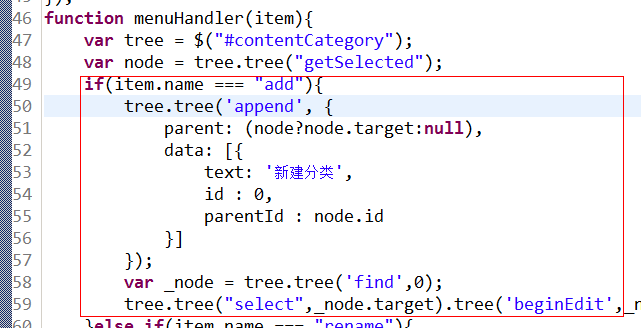 46 function menuHandler(item){
47 var tree = $("#contentCategory");
48 var node = tree.tree("getSelected");
49 if(item.name === "add"){
50 tree.tree('append', {
51 parent: (node?node.target:null),
52 data: [{
53 text: '新建分类',
54 id : 0,
55 parentId : node.id
56 }]
57 });
58 var _node = tree.tree('find',0);
59 tree.tree("select",_node.target).tree('beginEdit',_n
60 }else if(item.name === "rename"){